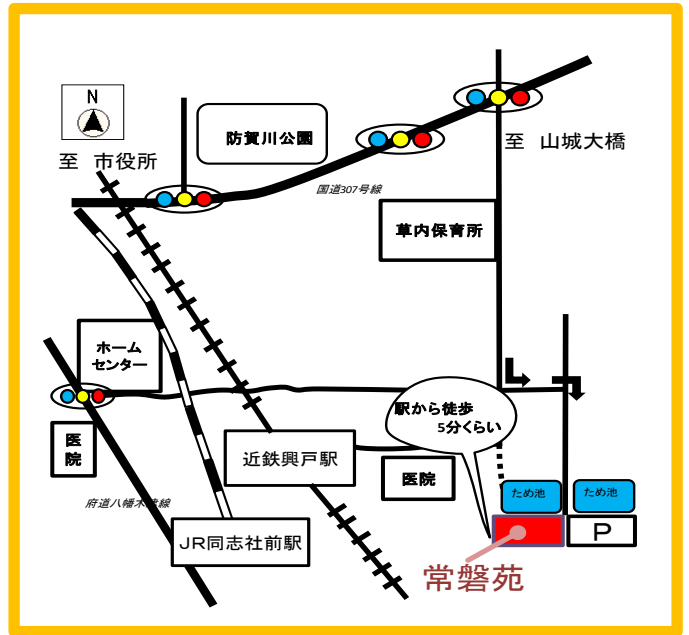 N
防賀川公園
至 山城大橋
至 市役所
国道307号線
草内保育所
ホーム
センター
駅から徒歩
5分くらい
医
院
近鉄興戸駅
医院
ため池
ため池
府道八幡木津線
JR同志社前駅
P
常磐苑